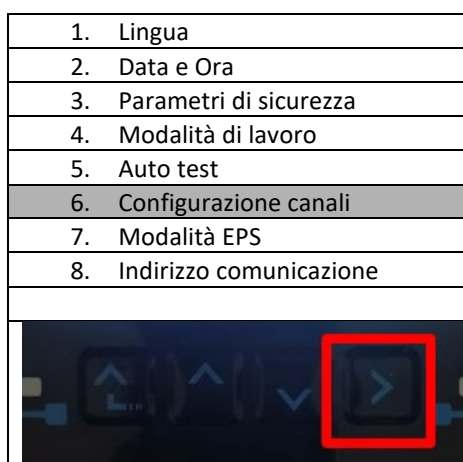 1. Lingua
2. Data e Ora
3. Parametri di sicurezza
4. Modalità di lavoro
5. Auto test
6. Configurazione canali
7. Modalità EPS
8. Indirizzo comunicazione